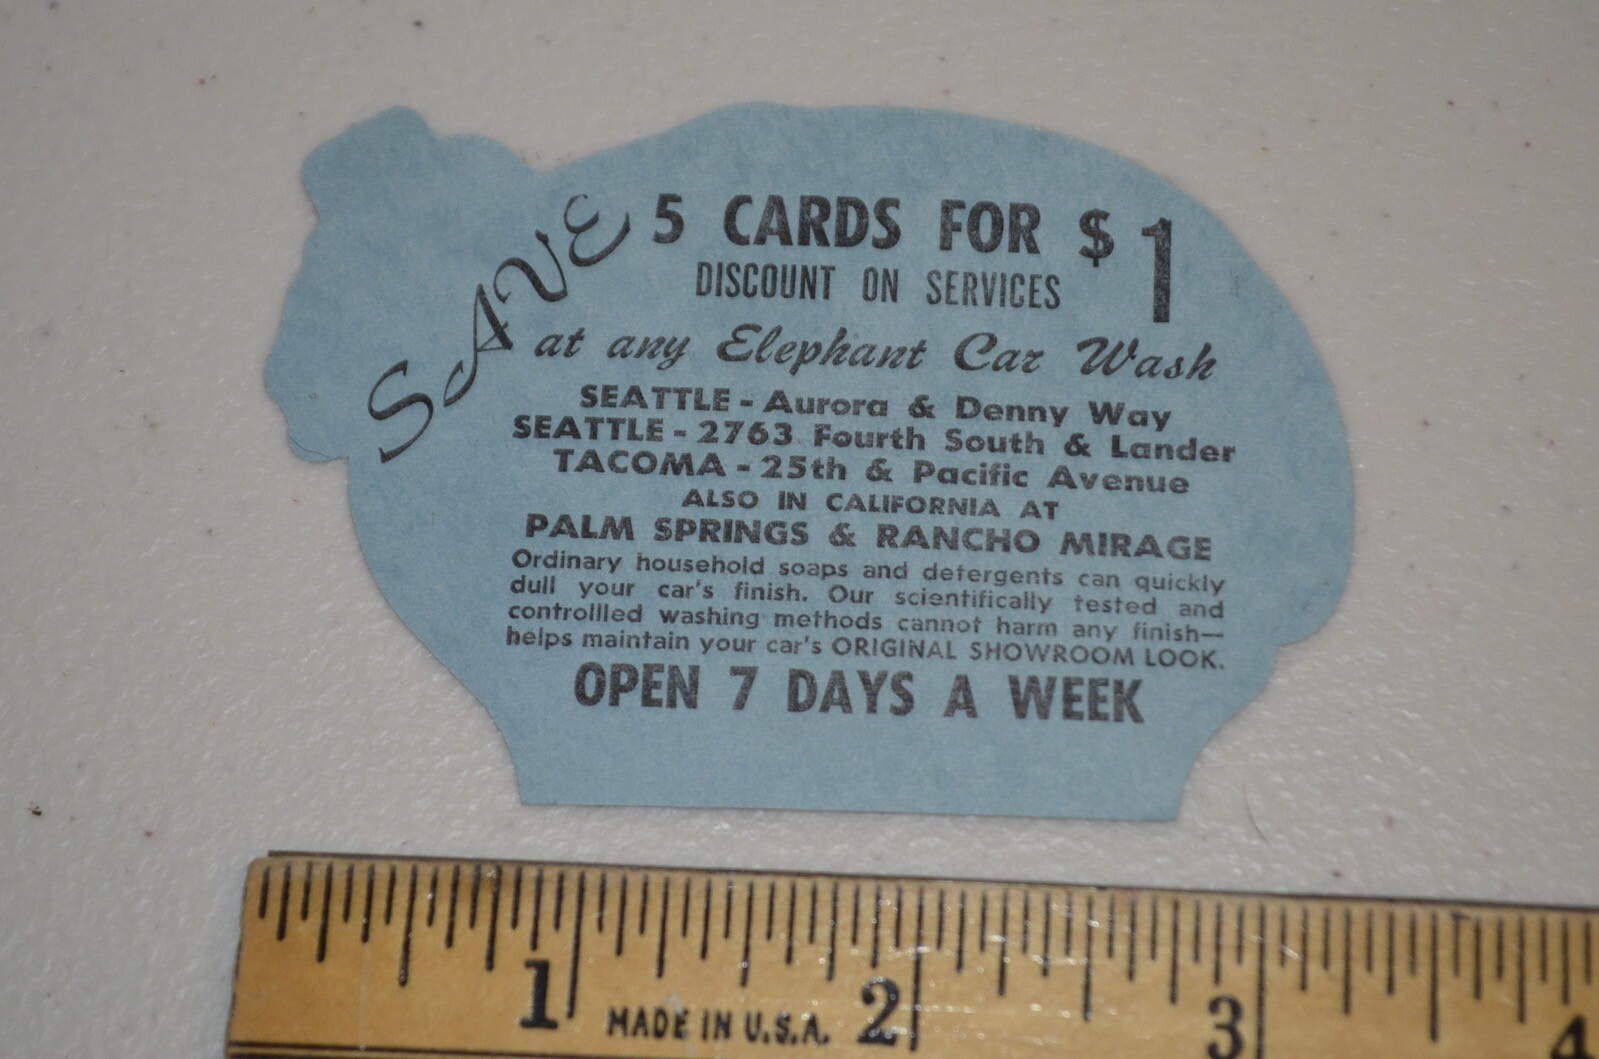 SAVE
5 CARDS FOR $1
DISCOUNT ON SERVICES
at any Elephant Car Wash
SEATTLE - Aurora & Denny Way
SEATTLE - 2763 Fourth South & Lander
TACOMA - 25th & Pacific Avenue
ALSO IN CALIFORNIA AT
PALM SPRINGS & RANCHO MIRAGE
Ordinary household soaps and detergents can quickly
dull your car's finish. Our scientifically tested and
controllled washing methods cannot harm any finish—
helps maintain your car's ORIGINAL SHOWROOM LOOK.
OPEN 7 DAYS A WEEK
1 2 3 4
MADE IN U.S.A.